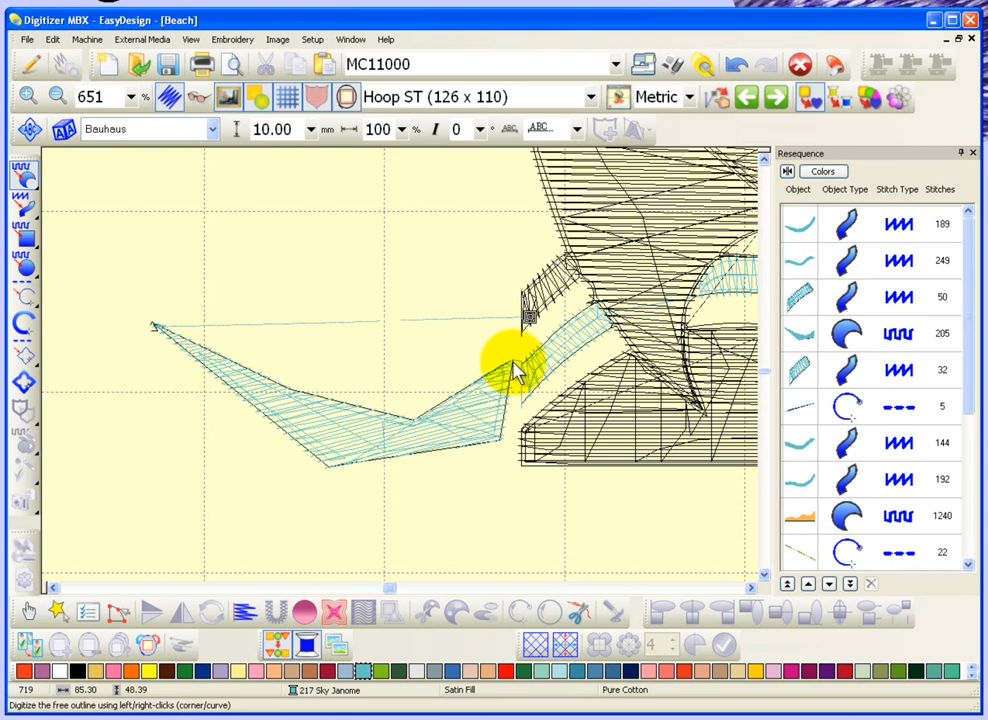 Digitizer MBX - EasyDesign - [Beach]
File Edit Machine External Media View Embroidery Image Setup Window Help
MC11000
651 % Hoop ST (126 x 110) Metric
Bauhaus 10.00 mm 100 % 0 ° ABC ABC...
Resequence
Colors
Object Object Type Stitch Type Stitches
189
249
50
205
32
5
144
192
1240
22
4
719 85.30 48.39 217 Sky Janome Satin Fill Pure Cotton
Digitize the free outline using left/right-clicks (corner/curve)